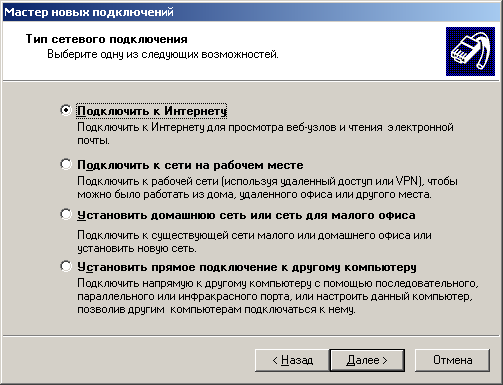 Мастер новых подключений
Тип сетевого подключения
Выберите одну из следующих возможностей.
Подключить к Интернету
Подключить к Интернету для просмотра веб-узлов и чтения электронной
почты.
Подключить к сети на рабочем месте
Подключить к рабочей сети (используя удаленный доступ или VPN), чтобы
можно было работать из дома, удаленного офиса или другого места.
Установить домашнюю сеть или сеть для малого офиса
Подключить к существующей сети малого или домашнего офиса или
установить новую сеть.
Установить прямое подключение к другому компьютеру
Подключить напрямую к другому компьютеру с помощью последовательного,
параллельного или инфракрасного порта, или настроить данный компьютер,
позволив другим компьютерам подключаться к нему.
< Назад
Далее >
Отмена